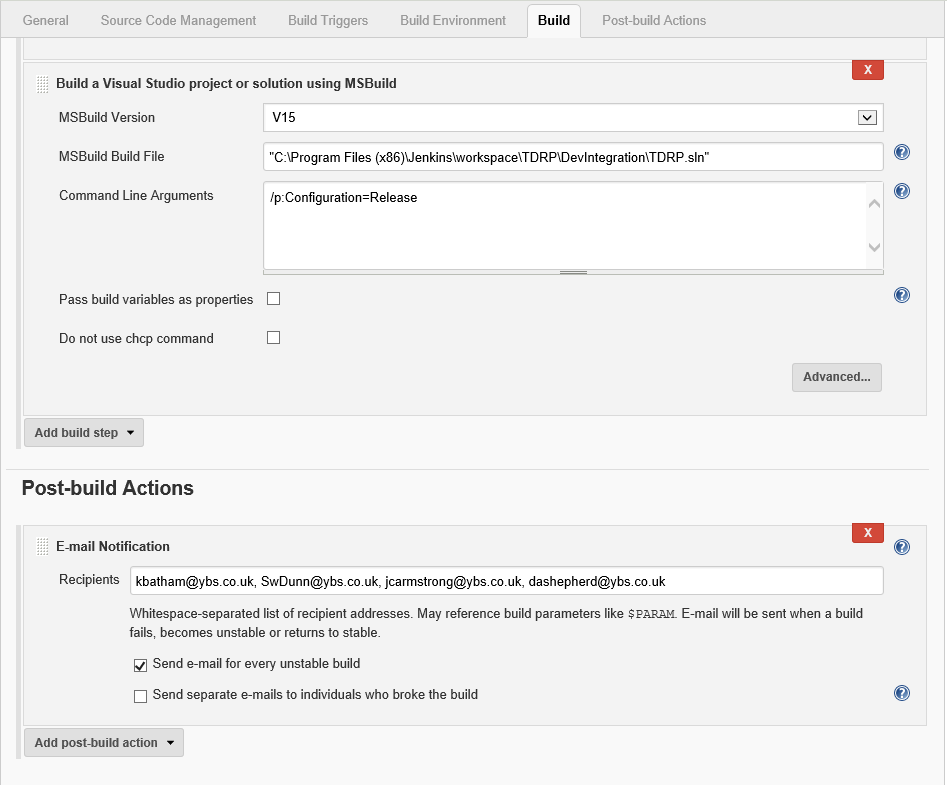 General Source Code Management Build Triggers Build Environment Build Post-build Actions
X
Build a Visual Studio project or solution using MSBuild
MSBuild Version V15
MSBuild Build File "C:\Program Files (x86)\Jenkins\workspace\TDRP\DevIntegration\TDRP.sln" ?
Command Line Arguments /p:Configuration=Release ?
Pass build variables as properties ?
Do not use chcp command
Advanced...
Add build step
Post-build Actions
X
E-mail Notification ?
Recipients kbatham@ybs.co.uk, SwDunn@ybs.co.uk, jcarmstrong@ybs.co.uk, dashepherd@ybs.co.uk
Whitespace-separated list of recipient addresses. May reference build parameters like $PARAM. E-mail will be sent when a build
fails, becomes unstable or returns to stable.
Send e-mail for every unstable build
Send separate e-mails to individuals who broke the build ?
Add post-build action